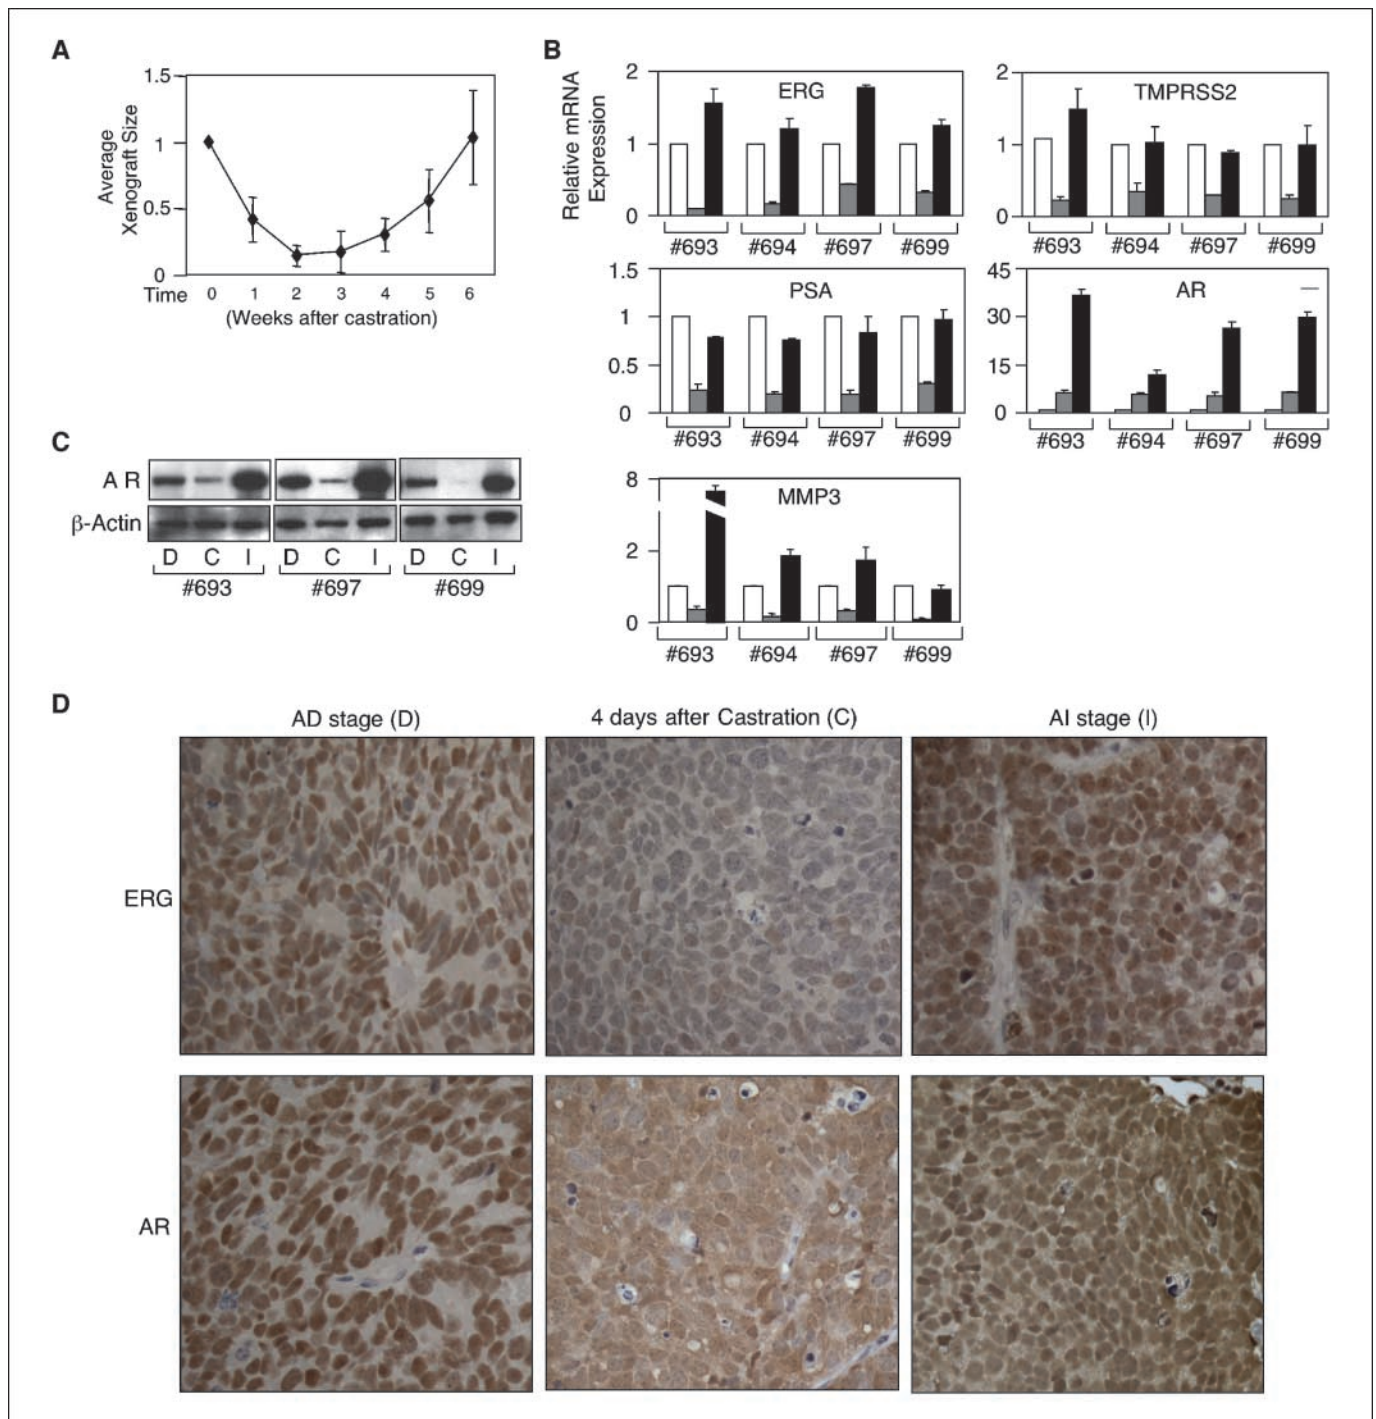 A
1.5
1
0.5
0
Average
Xenograft Size
Time 0 1 2 3 4 5 6
(Weeks after castration)
B
Relative mRNA
Expression
2
1
0
ERG
#693 #694 #697 #699
2
1
0
TMPRSS2
#693 #694 #697 #699
1.5
1
0.5
0
PSA
#693 #694 #697 #699
45
30
15
0
AR
#693 #694 #697 #699
8
2
0
MMP3
#693 #694 #697 #699
C
A R
β-Actin
D C I D C I D C I
#693 #697 #699
D
AD stage (D) 4 days after Castration (C) AI stage (I)
ERG
AR